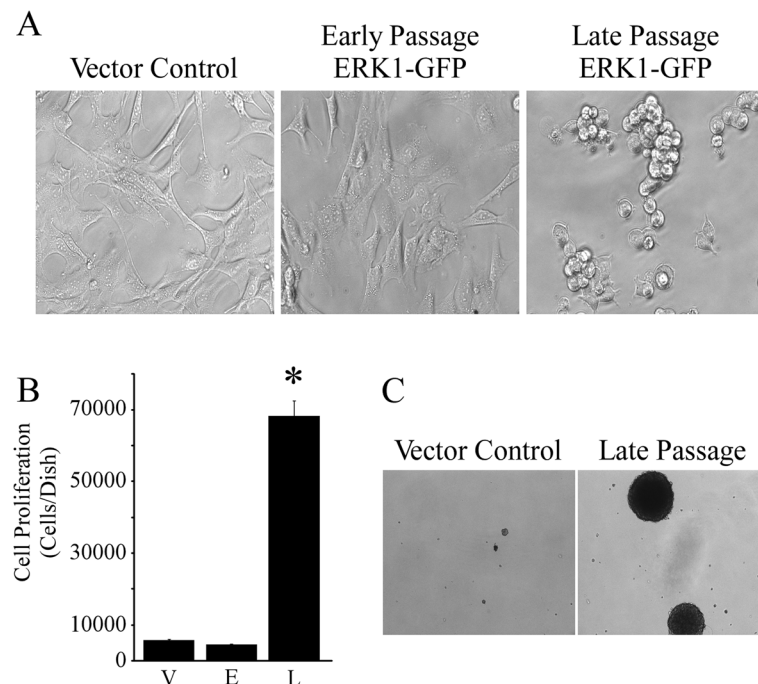 A
Vector Control
Early Passage
ERK1-GFP
Late Passage
ERK1-GFP
B
Cell Proliferation
(Cells/Dish)
70000
50000
30000
10000
0
*
V
E
L
C
Vector Control
Late Passage